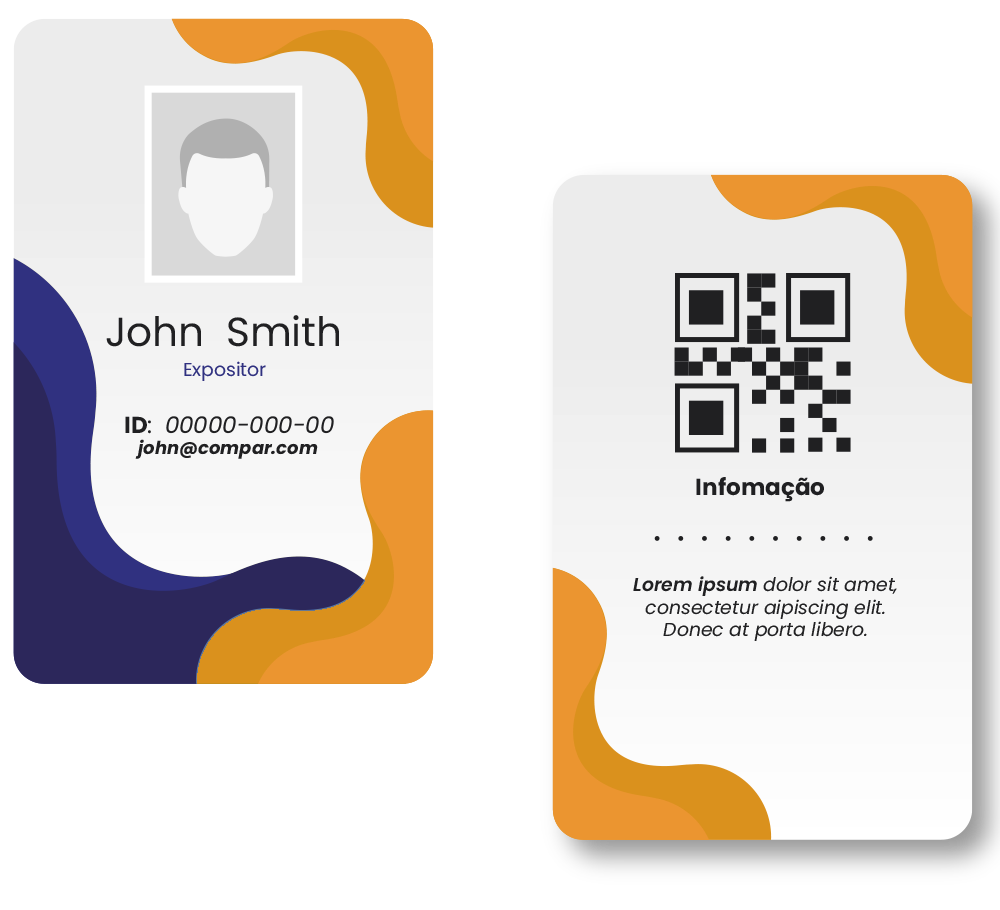 John Smith
Expositor
ID: 00000-000-00
john@compar.com
Infomação
Lorem ipsum dolor sit amet,
consectetur aipiscing elit.
Donec at porta libero.